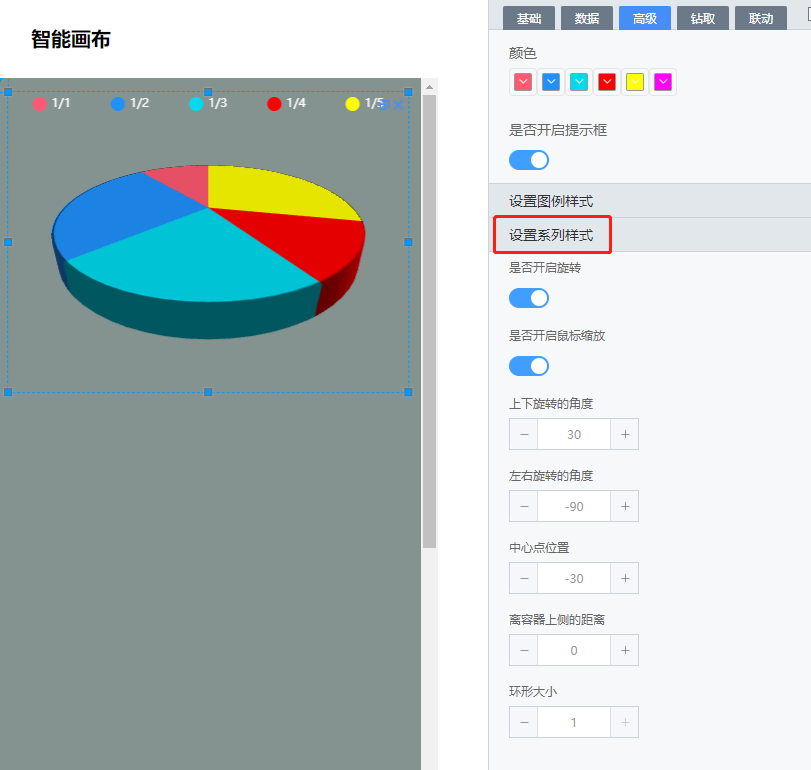 智能画布
1/1 1/2 1/3 1/4 1/5
基础 数据 高级 钻取 联动
颜色
是否开启提示框
设置图例样式
设置系列样式
是否开启旋转
是否开启鼠标缩放
上下旋转的角度
− 30 +
左右旋转的角度
− -90 +
中心点位置
− -30 +
离容器上侧的距离
− 0 +
环形大小
− 1 +